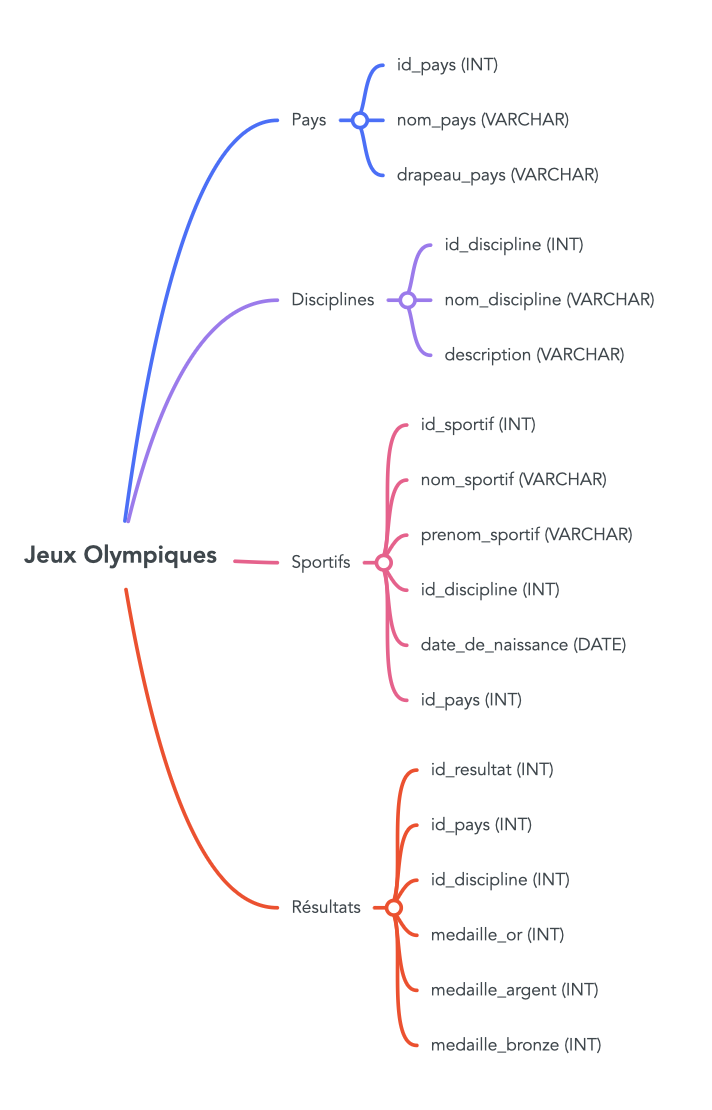 Jeux Olympiques
Pays
id_pays (INT)
nom_pays (VARCHAR)
drapeau_pays (VARCHAR)
Disciplines
id_discipline (INT)
nom_discipline (VARCHAR)
description (VARCHAR)
Sportifs
id_sportif (INT)
nom_sportif (VARCHAR)
prenom_sportif (VARCHAR)
id_discipline (INT)
date_de_naissance (DATE)
id_pays (INT)
Résultats
id_resultat (INT)
id_pays (INT)
id_discipline (INT)
medaille_or (INT)
medaille_argent (INT)
medaille_bronze (INT)